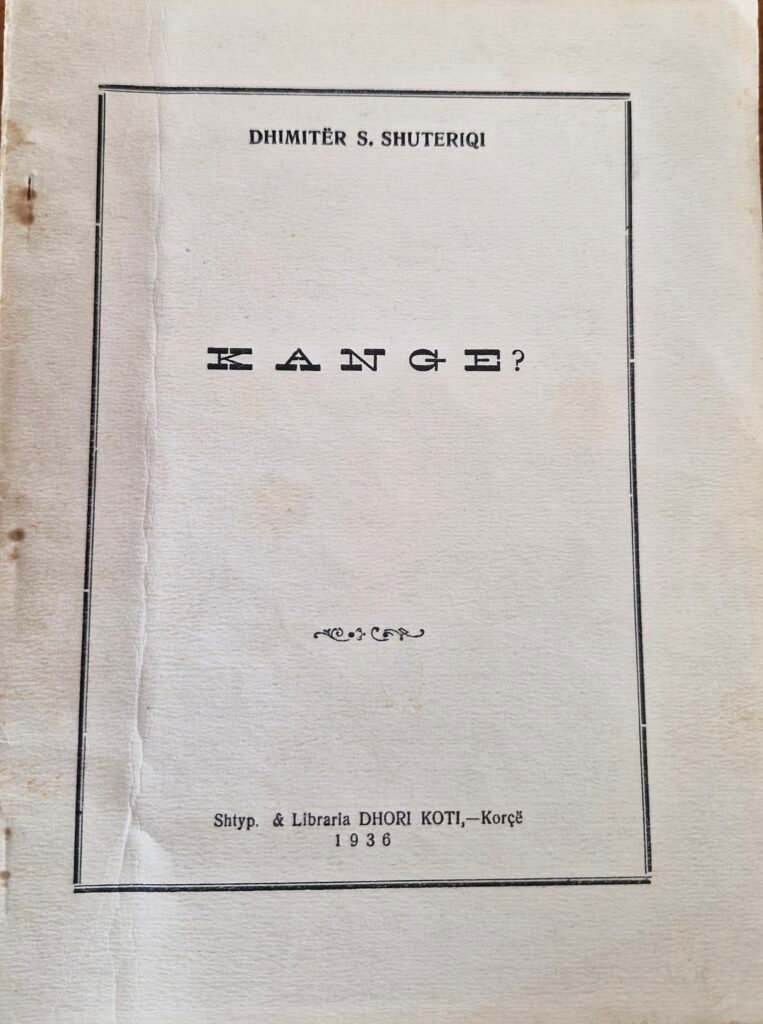 DHIMITËR S. SHUTERIQI
KANGE?
Shtyp. & Libraria DHORI KOTI,—Korçë
1936